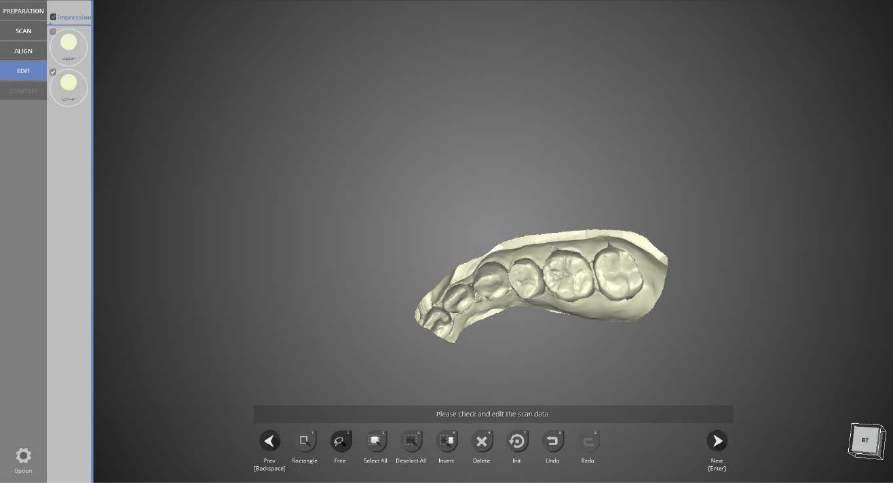 PREPARATION
SCAN
ALIGN
EDIT
Option
Impression
Please check and edit the scan data.
Prev
[Backspace]
Rectangle
Free
Select All
Deselect All
Invert
Delete
Init
Undo
Redo
Next
[Enter]